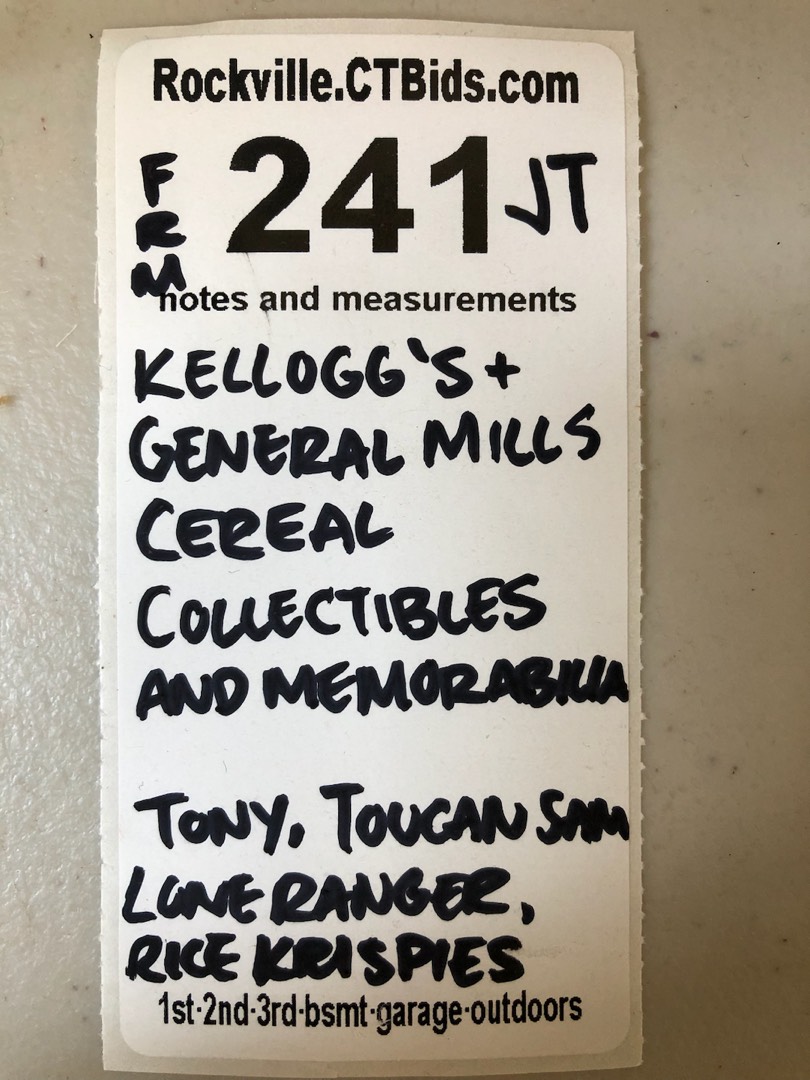 Rockville.CTBids.com
FRM 241 JT
notes and measurements
KELLOGG'S +
GENERAL MILLS
CEREAL
COLLECTIBLES
AND MEMORABILIA
TONY, TOUCAN SAM
LONE RANGER,
RICE KRISPIES
1st·2nd·3rd·bsmt·garage·outdoors